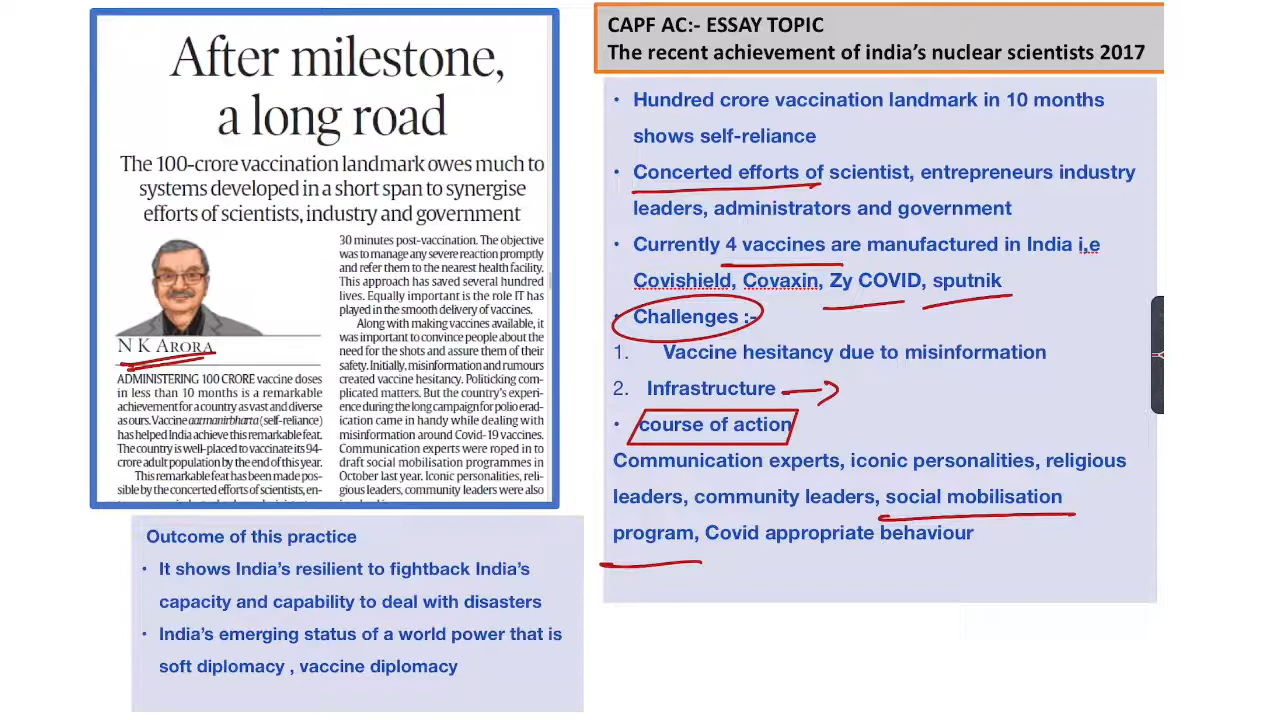 After milestone,
a long road
The 100-crore vaccination landmark owes much to
systems developed in a short span to synergise
efforts of scientists, industry and government
N K ARORA
ADMINISTERING 100 CRORE vaccine doses
in less than 10 months is a remarkable
achievement for a country as vast and diverse
as ours. Vaccine aatmanirbharta (self-reliance)
has helped India achieve this remarkable feat.
The country is well-placed to vaccinate its 94-
crore adult population by the end of this year.
This remarkable feat has been made pos-
sible by the concerted efforts of scientists, en-
30 minutes post-vaccination. The objective
was to manage any severe reaction promptly
and refer them to the nearest health facility.
This approach has saved several hundred
lives. Equally important is the role IT has
played in the smooth delivery of vaccines.
Along with making vaccines available, it
was important to convince people about the
need for the shots and assure them of their
safety. Initially, misinformation and rumours
created vaccine hesitancy. Politicking com-
plicated matters. But the country's experi-
ence during the long campaign for polio erad-
ication came in handy while dealing with
misinformation around Covid-19 vaccines.
Communication experts were roped in to
draft social mobilisation programmes in
October last year. Iconic personalities, reli-
gious leaders, community leaders were also
Outcome of this practice
• It shows India's resilient to fightback India's
capacity and capability to deal with disasters
• India's emerging status of a world power that is
soft diplomacy , vaccine diplomacy
CAPF AC:- ESSAY TOPIC
The recent achievement of india's nuclear scientists 2017
• Hundred crore vaccination landmark in 10 months
shows self-reliance
• Concerted efforts of scientist, entrepreneurs industry
leaders, administrators and government
• Currently 4 vaccines are manufactured in India i,e
Covishield, Covaxin, Zy COVID, sputnik
• Challenges :-
1. Vaccine hesitancy due to misinformation
2. Infrastructure
• course of action
Communication experts, iconic personalities, religious
leaders, community leaders, social mobilisation
program, Covid appropriate behaviour